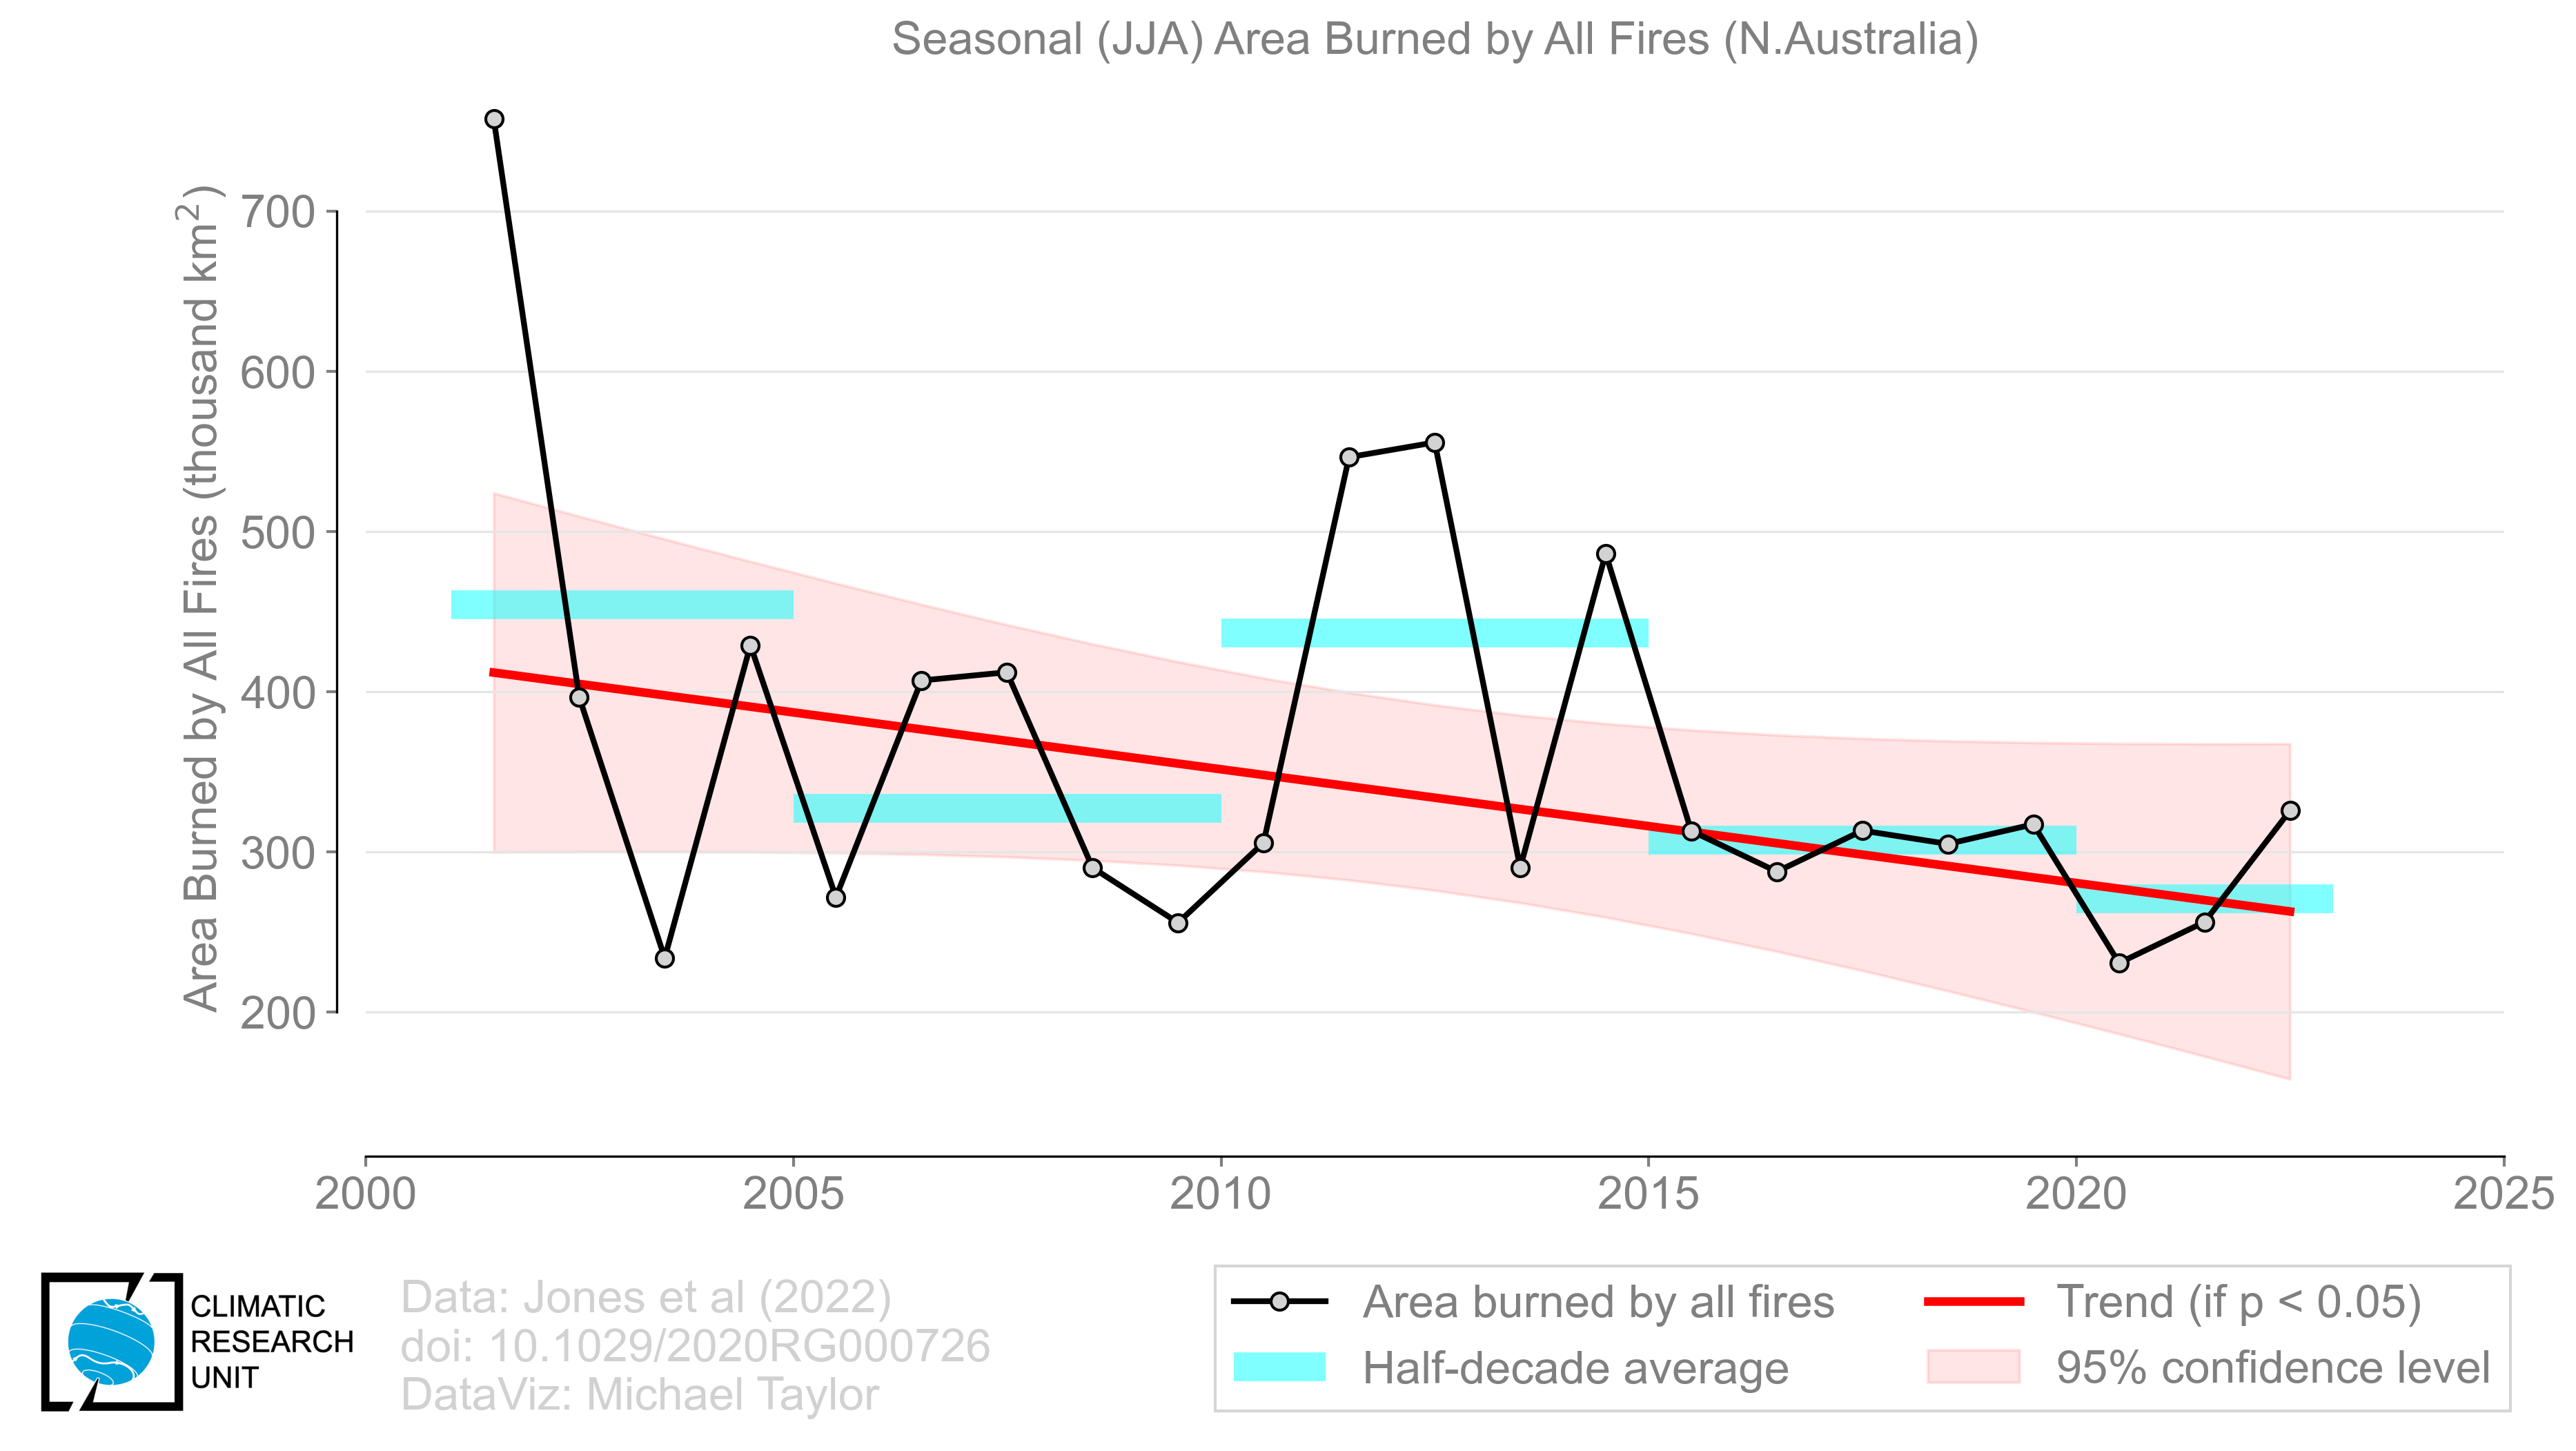 Seasonal (JJA) Area Burned by All Fires (N.Australia)
Area Burned by All Fires (thousand km²)
700
600
500
400
300
200
2000
2005
2010
2015
2020
2025
CLIMATIC
RESEARCH
UNIT
Data: Jones et al (2022)
doi: 10.1029/2020RG000726
DataViz: Michael Taylor
Area burned by all fires
Half-decade average
Trend (if p < 0.05)
95% confidence level